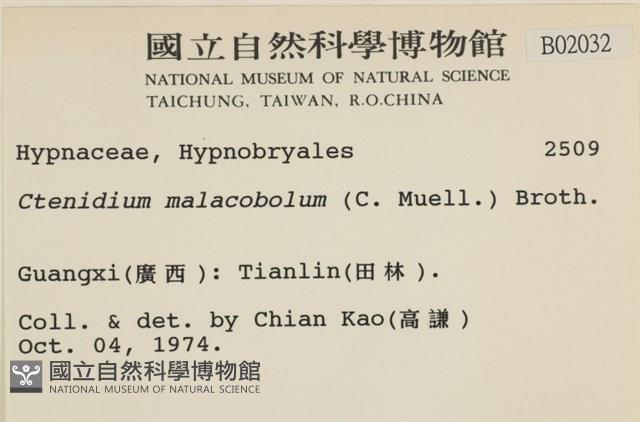 國立自然科學博物館
B02032
NATIONAL MUSEUM OF NATURAL SCIENCE
TAICHUNG, TAIWAN, R.O.CHINA
Hypnaceae, Hypnobryales 2509
Ctenidium malacobolum (C. Muell.) Broth.
Guangxi(廣西): Tianlin(田林).
Coll. & det. by Chian Kao(高謙)
Oct. 04, 1974.
國立自然科學博物館
NATIONAL MUSEUM OF NATURAL SCIENCE